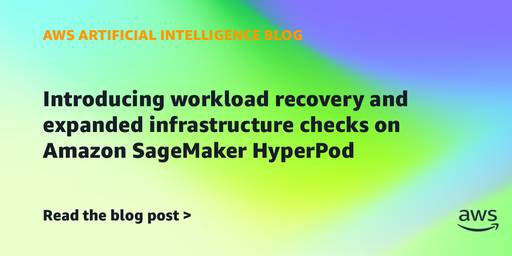 AWS ARTIFICIAL INTELLIGENCE BLOG
Introducing workload recovery and
expanded infrastructure checks on
Amazon SageMaker HyperPod
Read the blog post >
aws